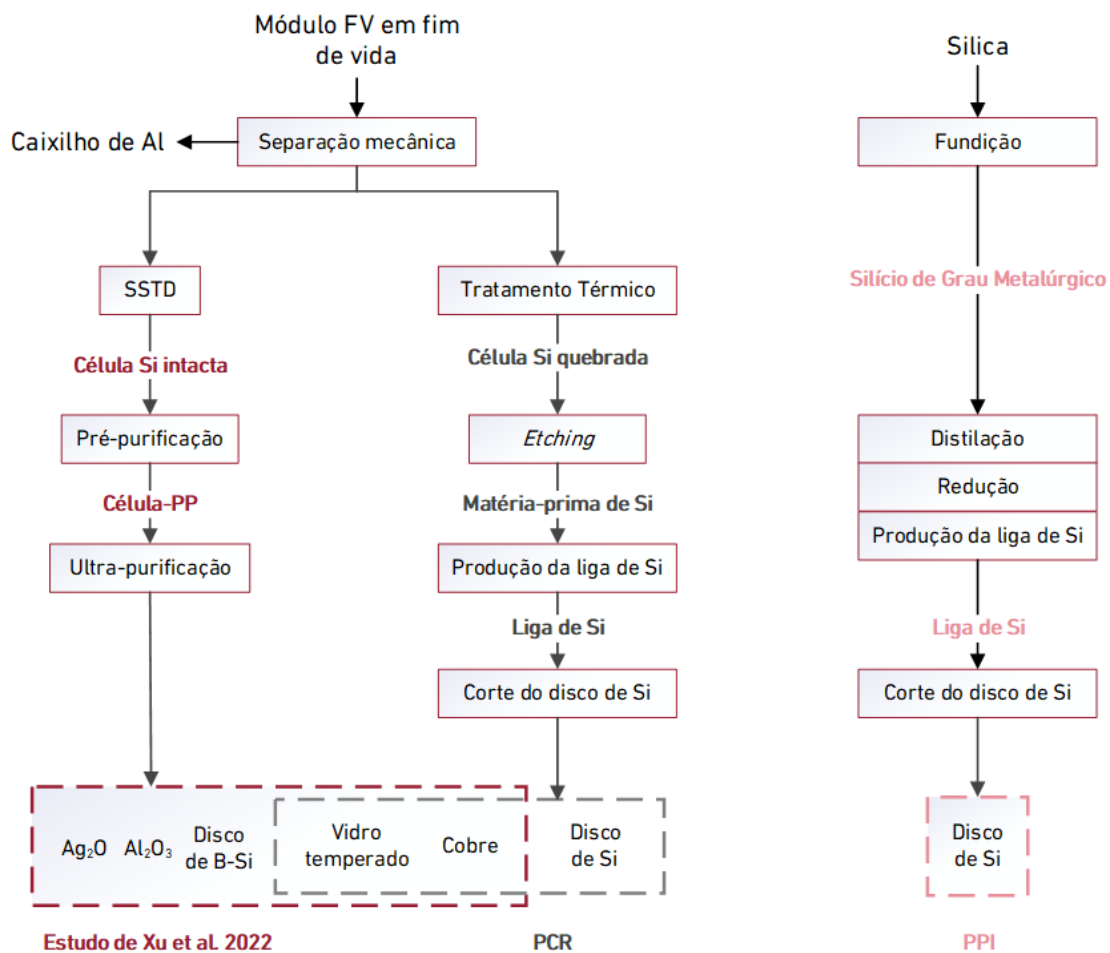 Módulo FV em fim
de vida
Silica
Caixilho de Al
Separação mecânica
Fundição
SSTD
Tratamento Térmico
Silício de Grau Metalúrgico
Célula Si intacta
Célula Si quebrada
Pré-purificação
Etching
Distilação
Redução
Produção da liga de Si
Célula-PP
Matéria-prima de Si
Ultra-purificação
Produção da liga de Si
Liga de Si
Liga de Si
Corte do disco de Si
Corte do disco de Si
Ag₂O
Al₂O₃
Disco
de B-Si
Vidro
temperado
Cobre
Disco
de Si
Disco
de Si
Estudo de Xu et al. 2022
PCR
PPI